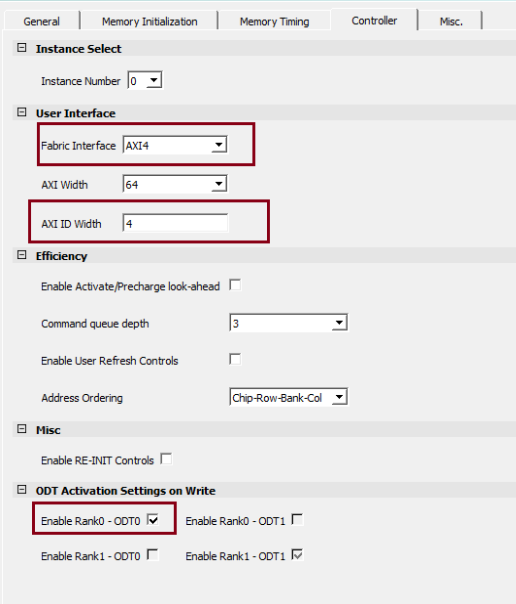 General Memory Initialization Memory Timing Controller Misc.
Instance Select
Instance Number 0
User Interface
Fabric Interface AXI4
AXI Width 64
AXI ID Width 4
Efficiency
Enable Activate/Precharge look-ahead
Command queue depth 3
Enable User Refresh Controls
Address Ordering Chip-Row-Bank-Col
Misc
Enable RE-INIT Controls
ODT Activation Settings on Write
Enable Rank0 - ODT0 Enable Rank0 - ODT1
Enable Rank1 - ODT0 Enable Rank1 - ODT1